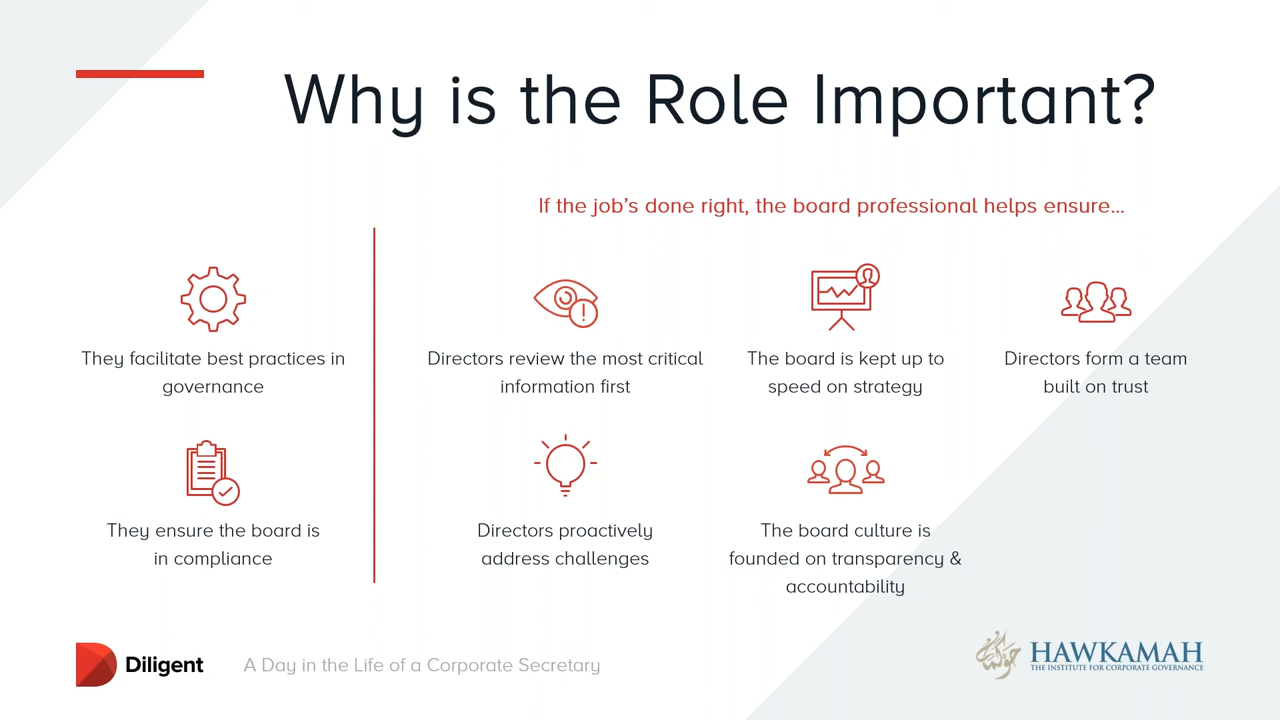 Why is the Role Important?
If the job's done right, the board professional helps ensure...
They facilitate best practices in
governance
They ensure the board is
in compliance
Directors review the most critical
information first
The board is kept up to
speed on strategy
Directors form a team
built on trust
Directors proactively
address challenges
The board culture is
founded on transparency &
accountability
Diligent
A Day in the Life of a Corporate Secretary
HAWKAMAH
THE INSTITUTE FOR CORPORATE GOVERNANCE